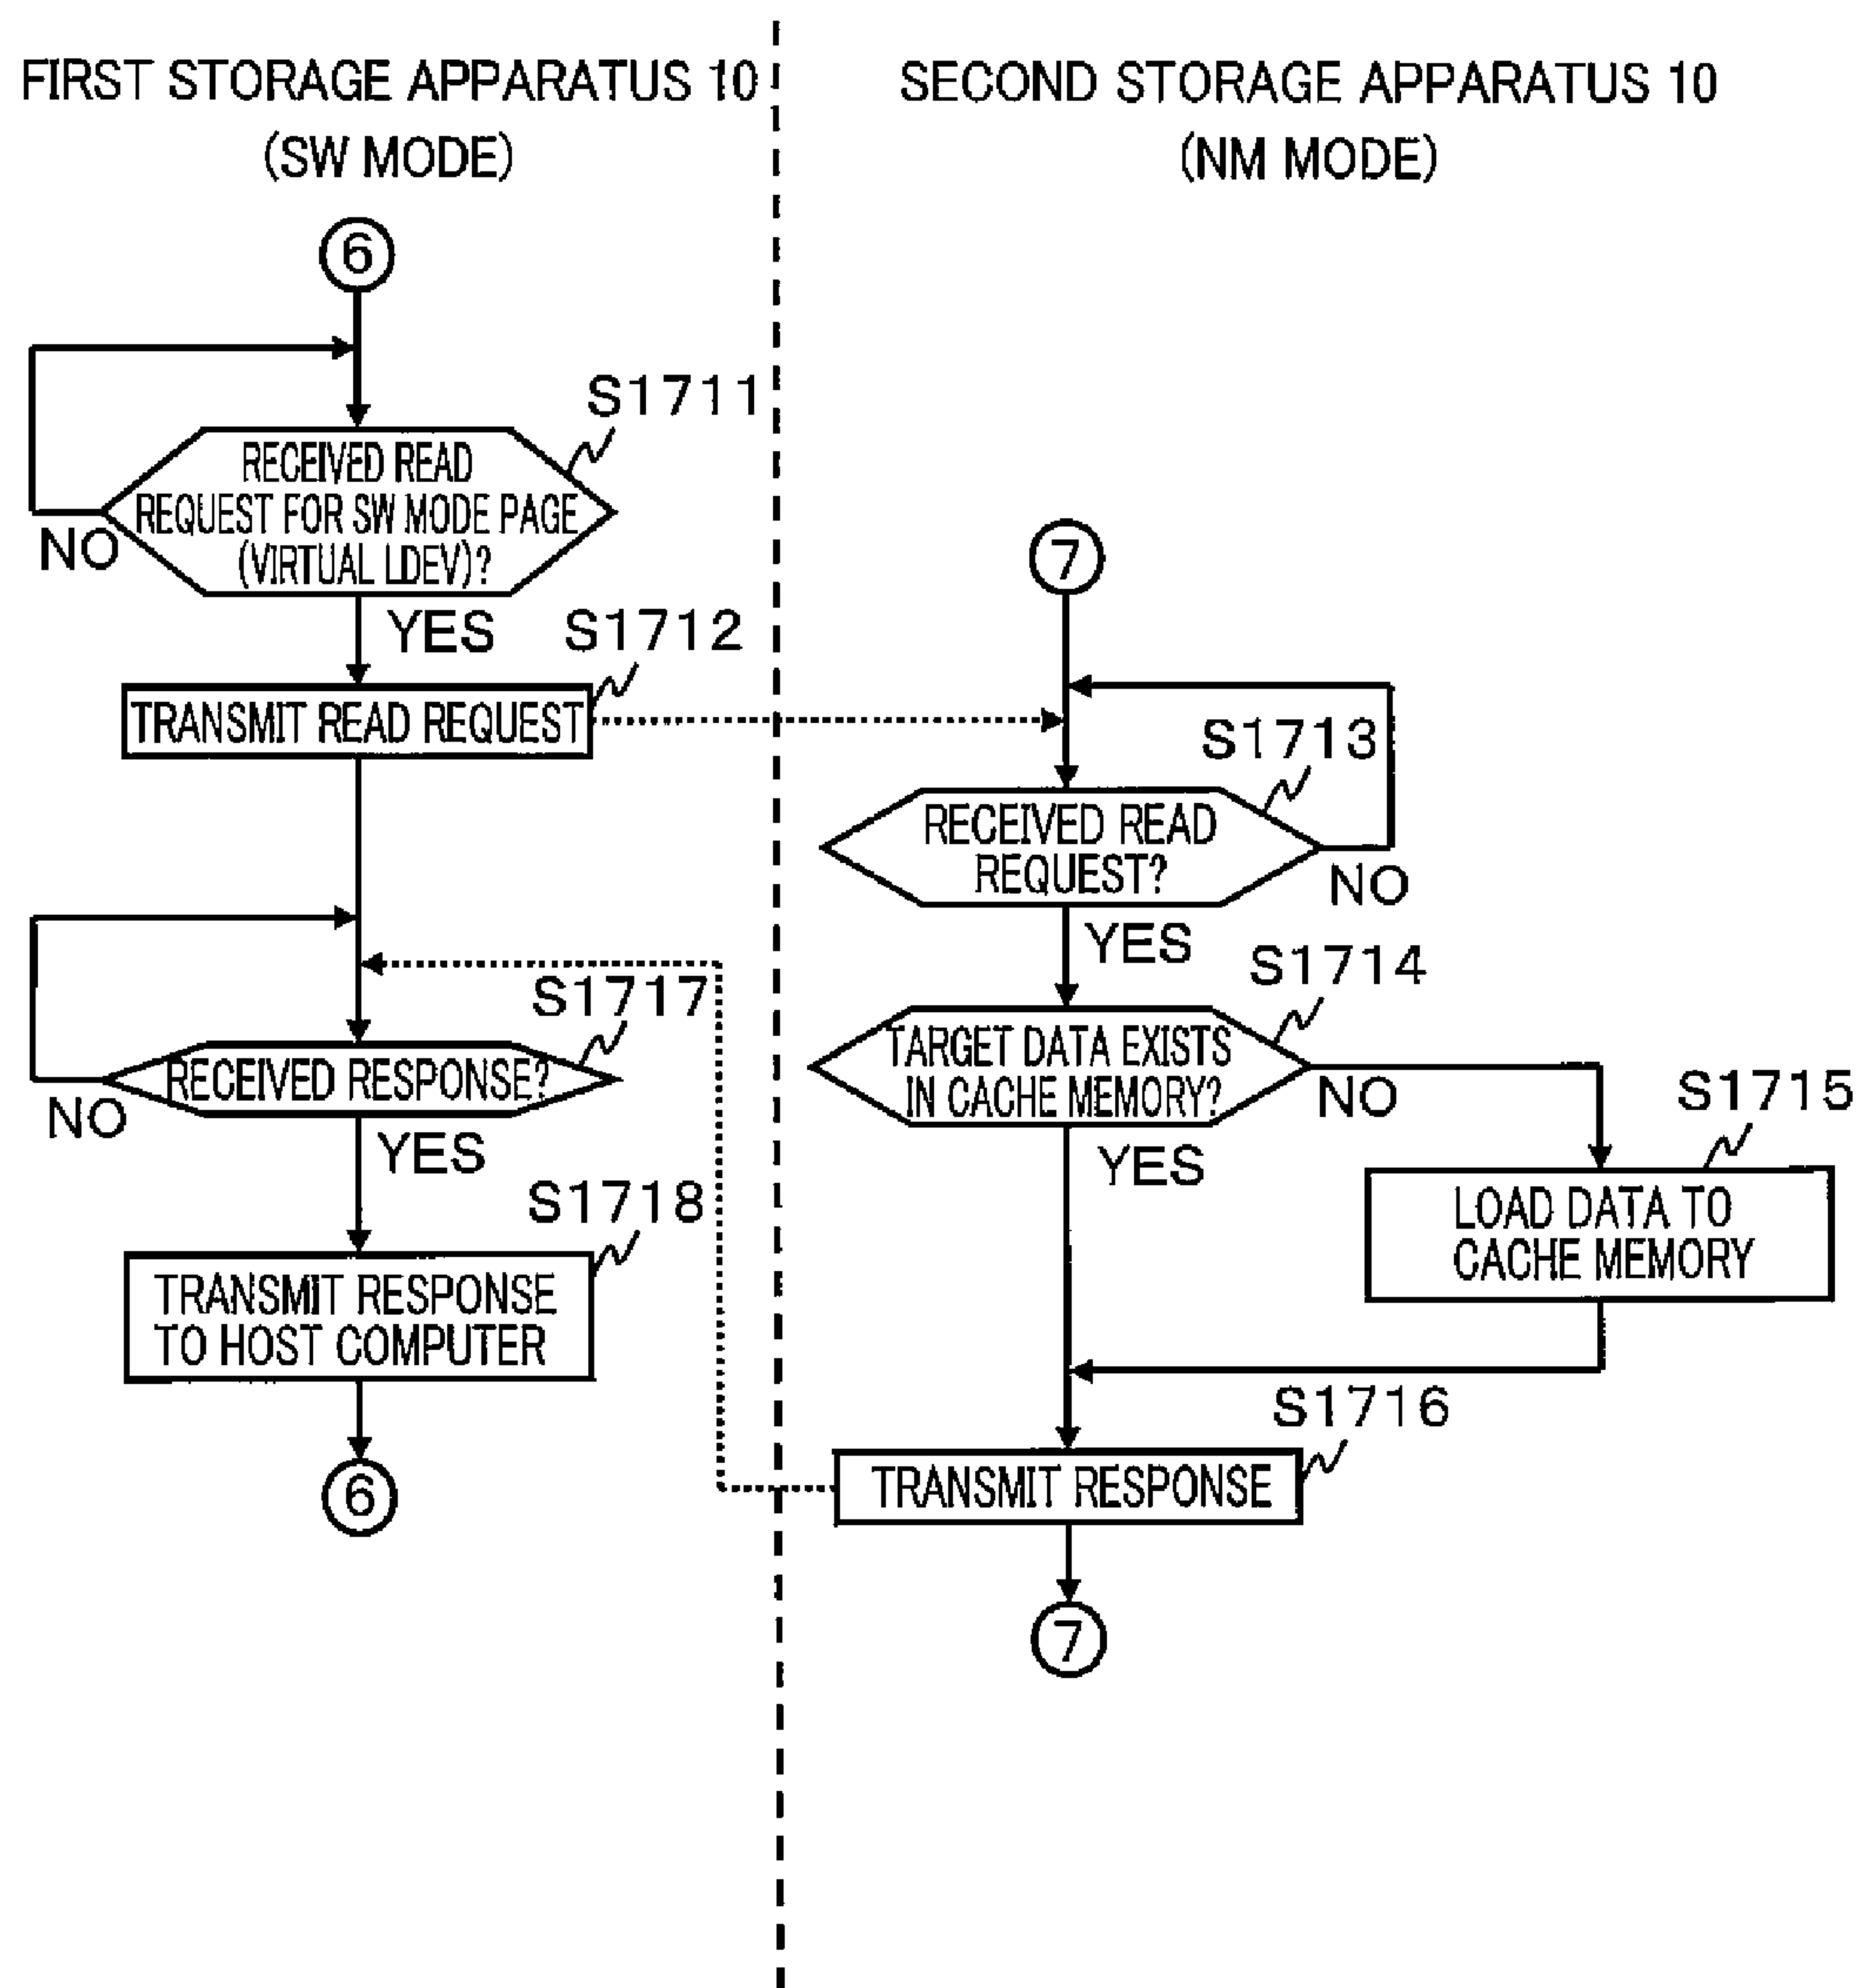 FIRST STORAGE APPARATUS 10
(SW MODE)
SECOND STORAGE APPARATUS 10
(NM MODE)
6
S1711
RECEIVED READ
REQUEST FOR SW MODE PAGE
(VIRTUAL LDEV)?
NO
YES
S1712
TRANSMIT READ REQUEST
7
S1713
RECEIVED READ
REQUEST?
NO
YES
S1714
TARGET DATA EXISTS
IN CACHE MEMORY?
NO
YES
S1715
LOAD DATA TO
CACHE MEMORY
S1716
TRANSMIT RESPONSE
7
S1717
RECEIVED RESPONSE?
NO
YES
S1718
TRANSMIT RESPONSE
TO HOST COMPUTER
6